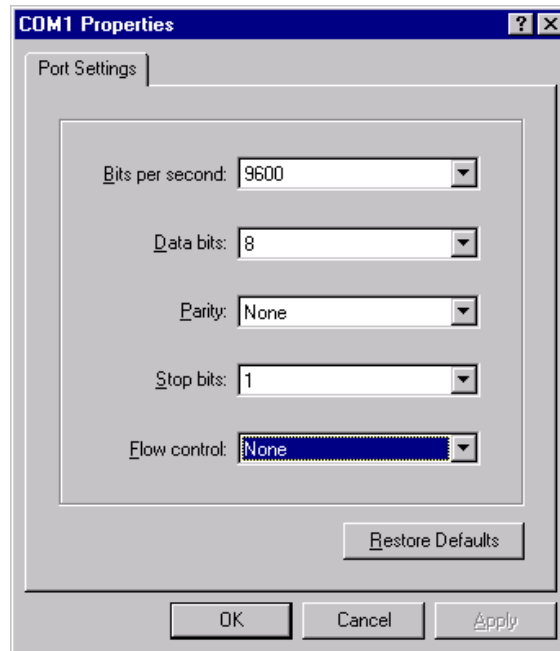 COM1 Properties
Port Settings
Bits per second: 9600
Data bits: 8
Parity: None
Stop bits: 1
Flow control: None
Restore Defaults
OK Cancel Apply